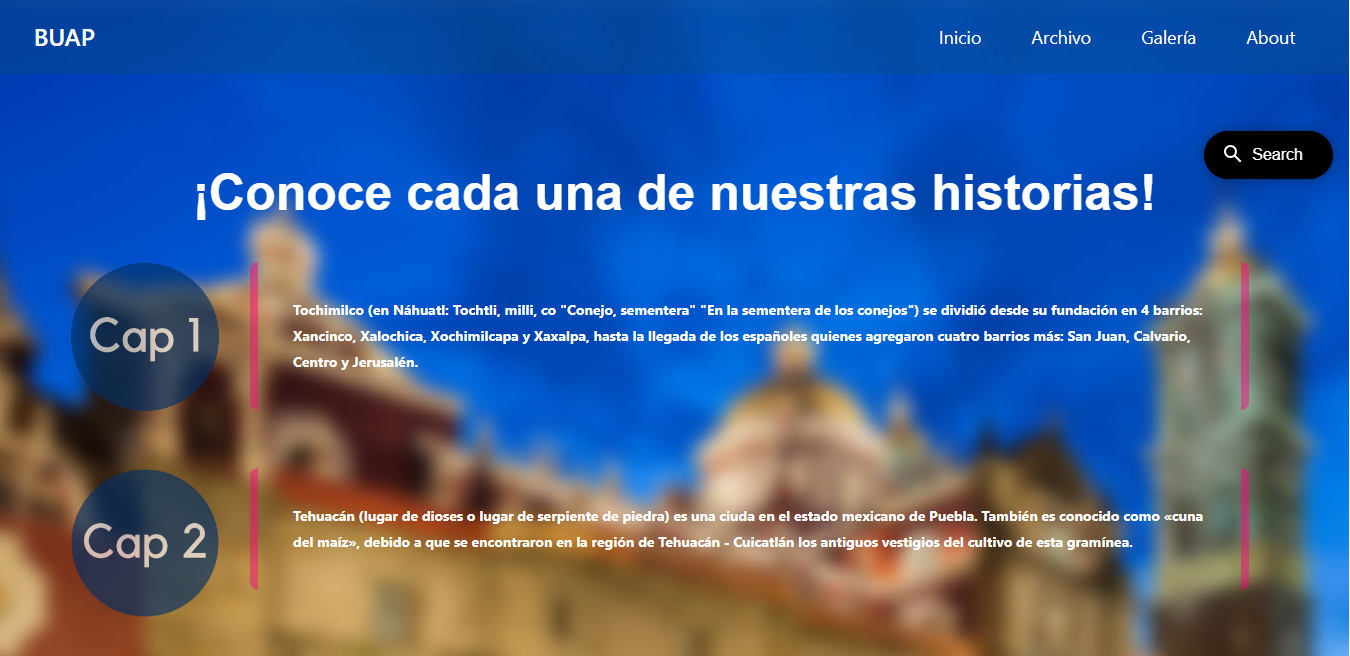 BUAP
Inicio Archivo Galería About
Search
¡Conoce cada una de nuestras historias!
Cap 1
Tochimilco (en Náhuatl: Tochtli, milli, co "Conejo, sementera" "En la sementera de los conejos") se dividió desde su fundación en 4 barrios:
Xancinco, Xalochica, Xochimilcapa y Xaxalpa, hasta la llegada de los españoles quienes agregaron cuatro barrios más: San Juan, Calvario,
Centro y Jerusalén.
Cap 2
Tehuacán (lugar de dioses o lugar de serpiente de piedra) es una ciuda en el estado mexicano de Puebla. También es conocido como «cuna
del maíz», debido a que se encontraron en la región de Tehuacán - Cuicatlán los antiguos vestigios del cultivo de esta gramínea.